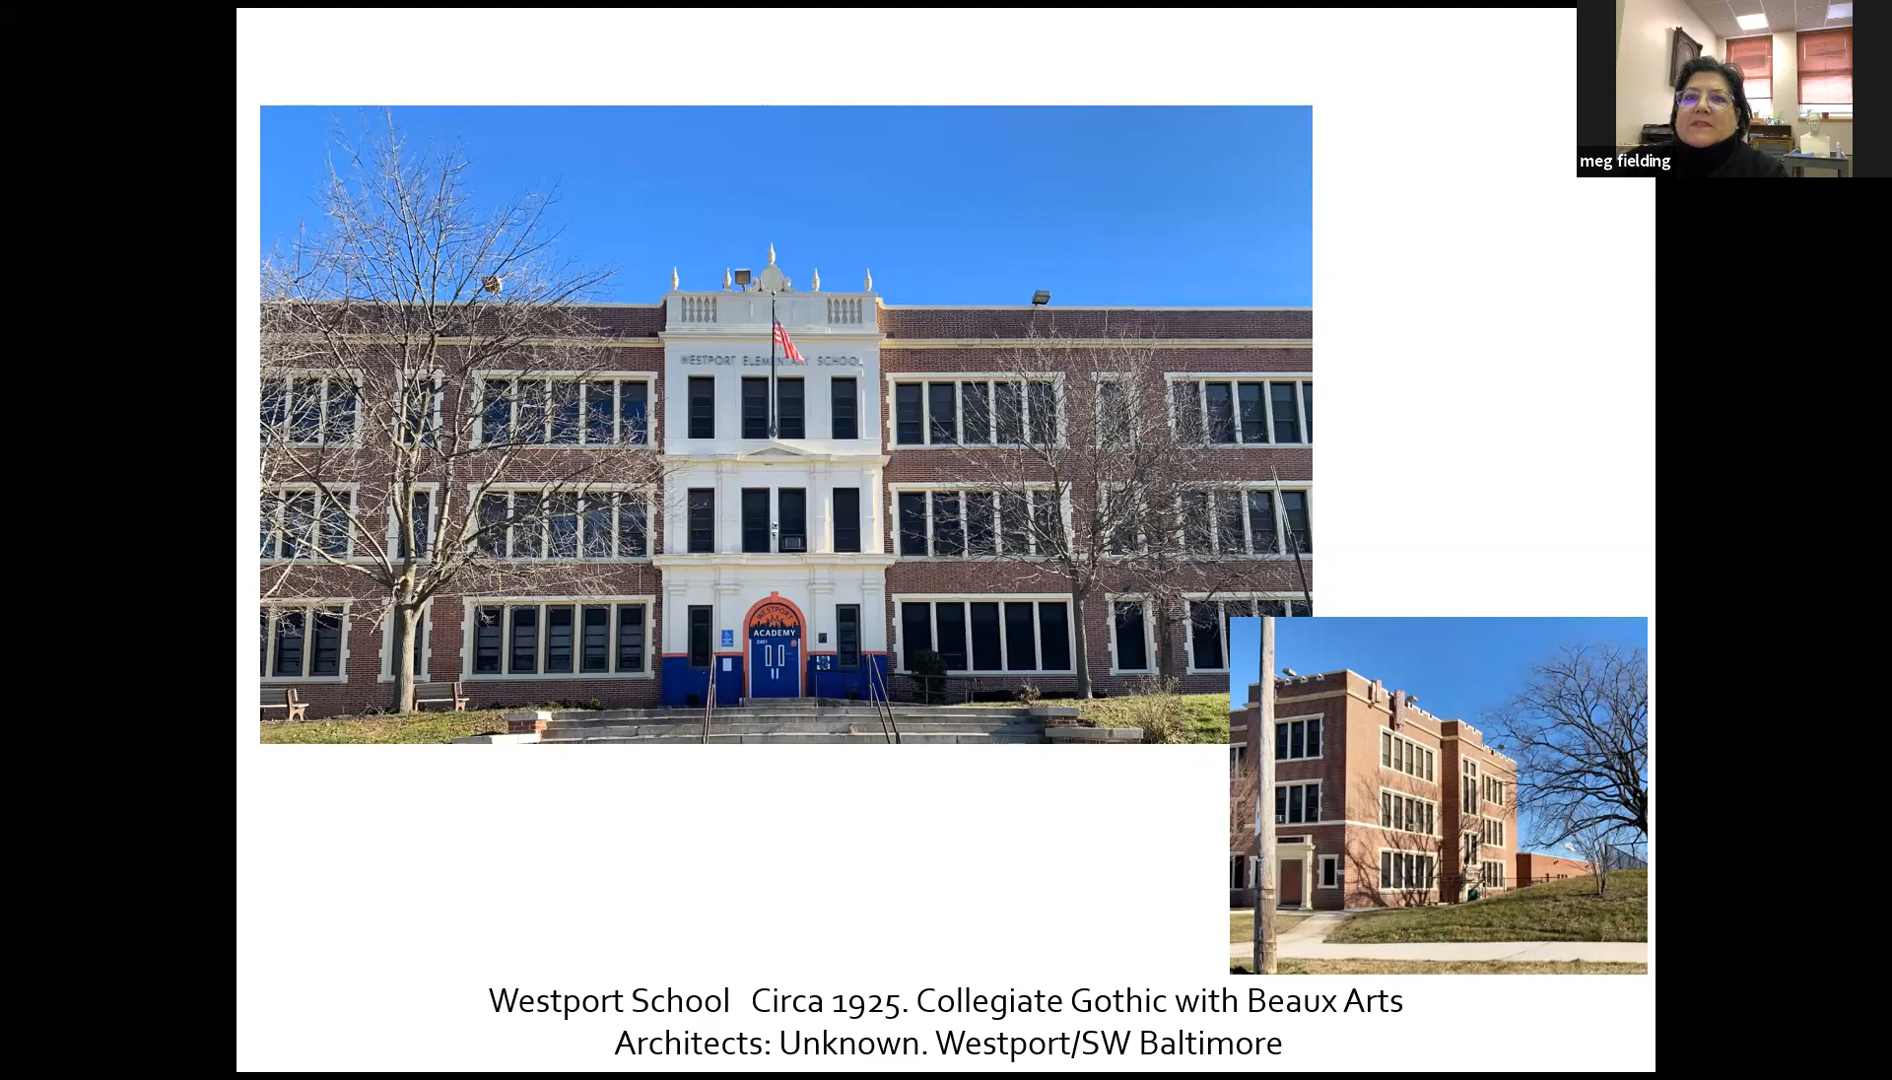 meg fielding
WESTPORT ELEMENTARY SCHOOL
WESTPORT
ACADEMY
2401
Westport School Circa 1925. Collegiate Gothic with Beaux Arts
Architects: Unknown. Westport/SW Baltimore